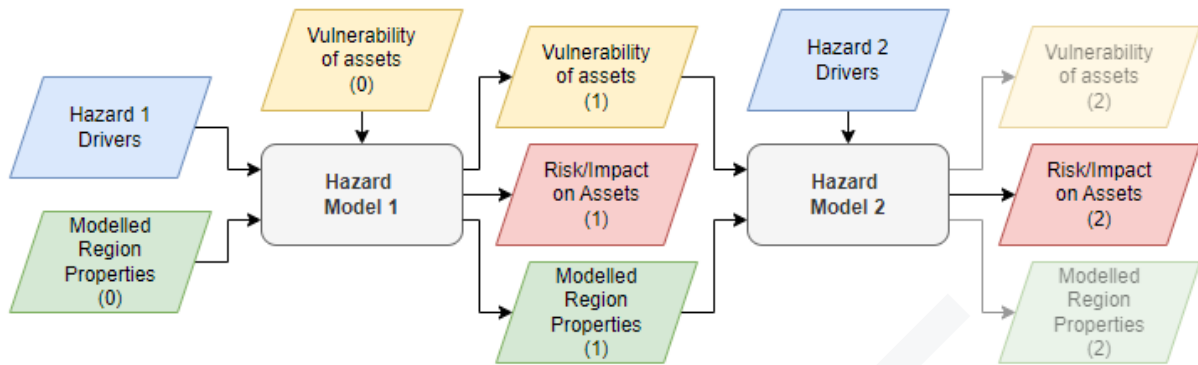 Hazard 1
Drivers
Modelled
Region
Properties
(0)
Vulnerability
of assets
(0)
Hazard
Model 1
Vulnerability
of assets
(1)
Risk/Impact
on Assets
(1)
Modelled
Region
Properties
(1)
Hazard 2
Drivers
Hazard
Model 2
Vulnerability
of assets
(2)
Risk/Impact
on Assets
(2)
Modelled
Region
Properties
(2)